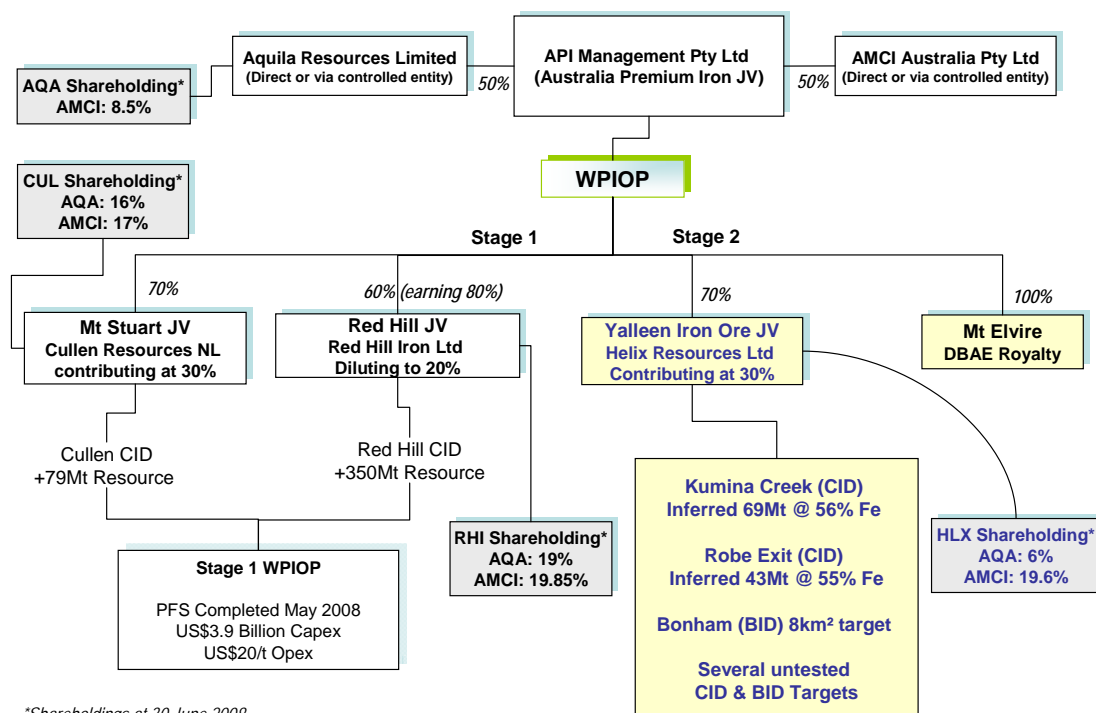 Aquila Resources Limited
(Direct or via controlled entity)
API Management Pty Ltd
(Australia Premium Iron JV)
AMCI Australia Pty Ltd
(Direct or via controlled entity)
50%
50%
AQA Shareholding*
AMCI: 8.5%
CUL Shareholding*
AQA: 16%
AMCI: 17%
WPIOP
Stage 1
Stage 2
70%
60% (earning 80%)
70%
100%
Mt Stuart JV
Cullen Resources NL
contributing at 30%
Red Hill JV
Red Hill Iron Ltd
Diluting to 20%
Yalleen Iron Ore JV
Helix Resources Ltd
Contributing at 30%
Mt Elvire
DBAE Royalty
Cullen CID
+79Mt Resource
Red Hill CID
+350Mt Resource
Kumina Creek (CID)
Inferred 69Mt @ 56% Fe
Robe Exit (CID)
Inferred 43Mt @ 55% Fe
Bonham (BID) 8km² target
Several untested
CID & BID Targets
RHI Shareholding*
AQA: 19%
AMCI: 19.85%
HLX Shareholding*
AQA: 6%
AMCI: 19.6%
Stage 1 WPIOP
PFS Completed May 2008
US$3.9 Billion Capex
US$20/t Opex
*Shareholdings at
June